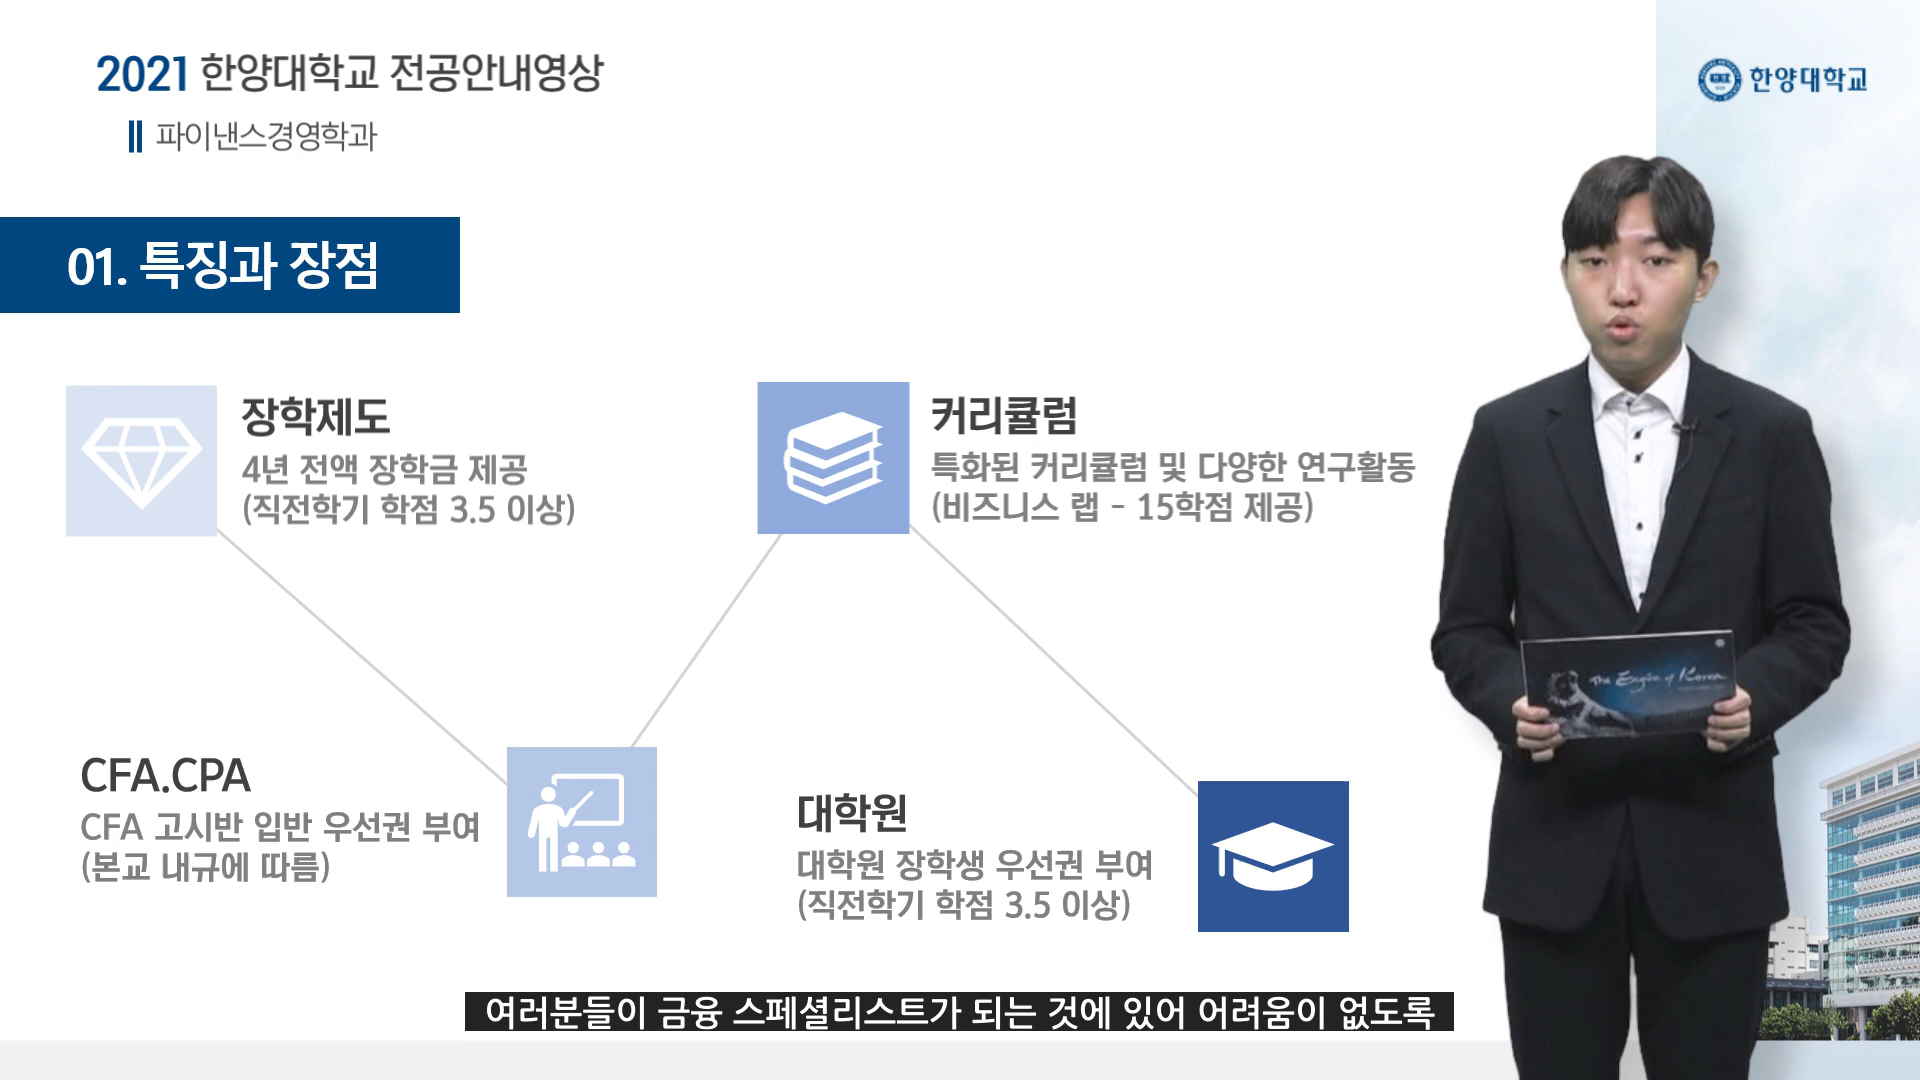 2021 한양대학교 전공안내영상
파이낸스경영학과
한양대학교
01. 특징과 장점
장학제도
4년 전액 장학금 제공
(직전학기 학점 3.5 이상)
커리큘럼
특화된 커리큘럼 및 다양한 연구활동
(비즈니스 랩 - 15학점 제공)
CFA.CPA
CFA 고시반 입반 우선권 부여
(본교 내규에 따름)
대학원
대학원 장학생 우선권 부여
(직전학기 학점 3.5 이상)
The Engine of Korea
여러분들이 금융 스페셜리스트가 되는 것에 있어 어려움이 없도록